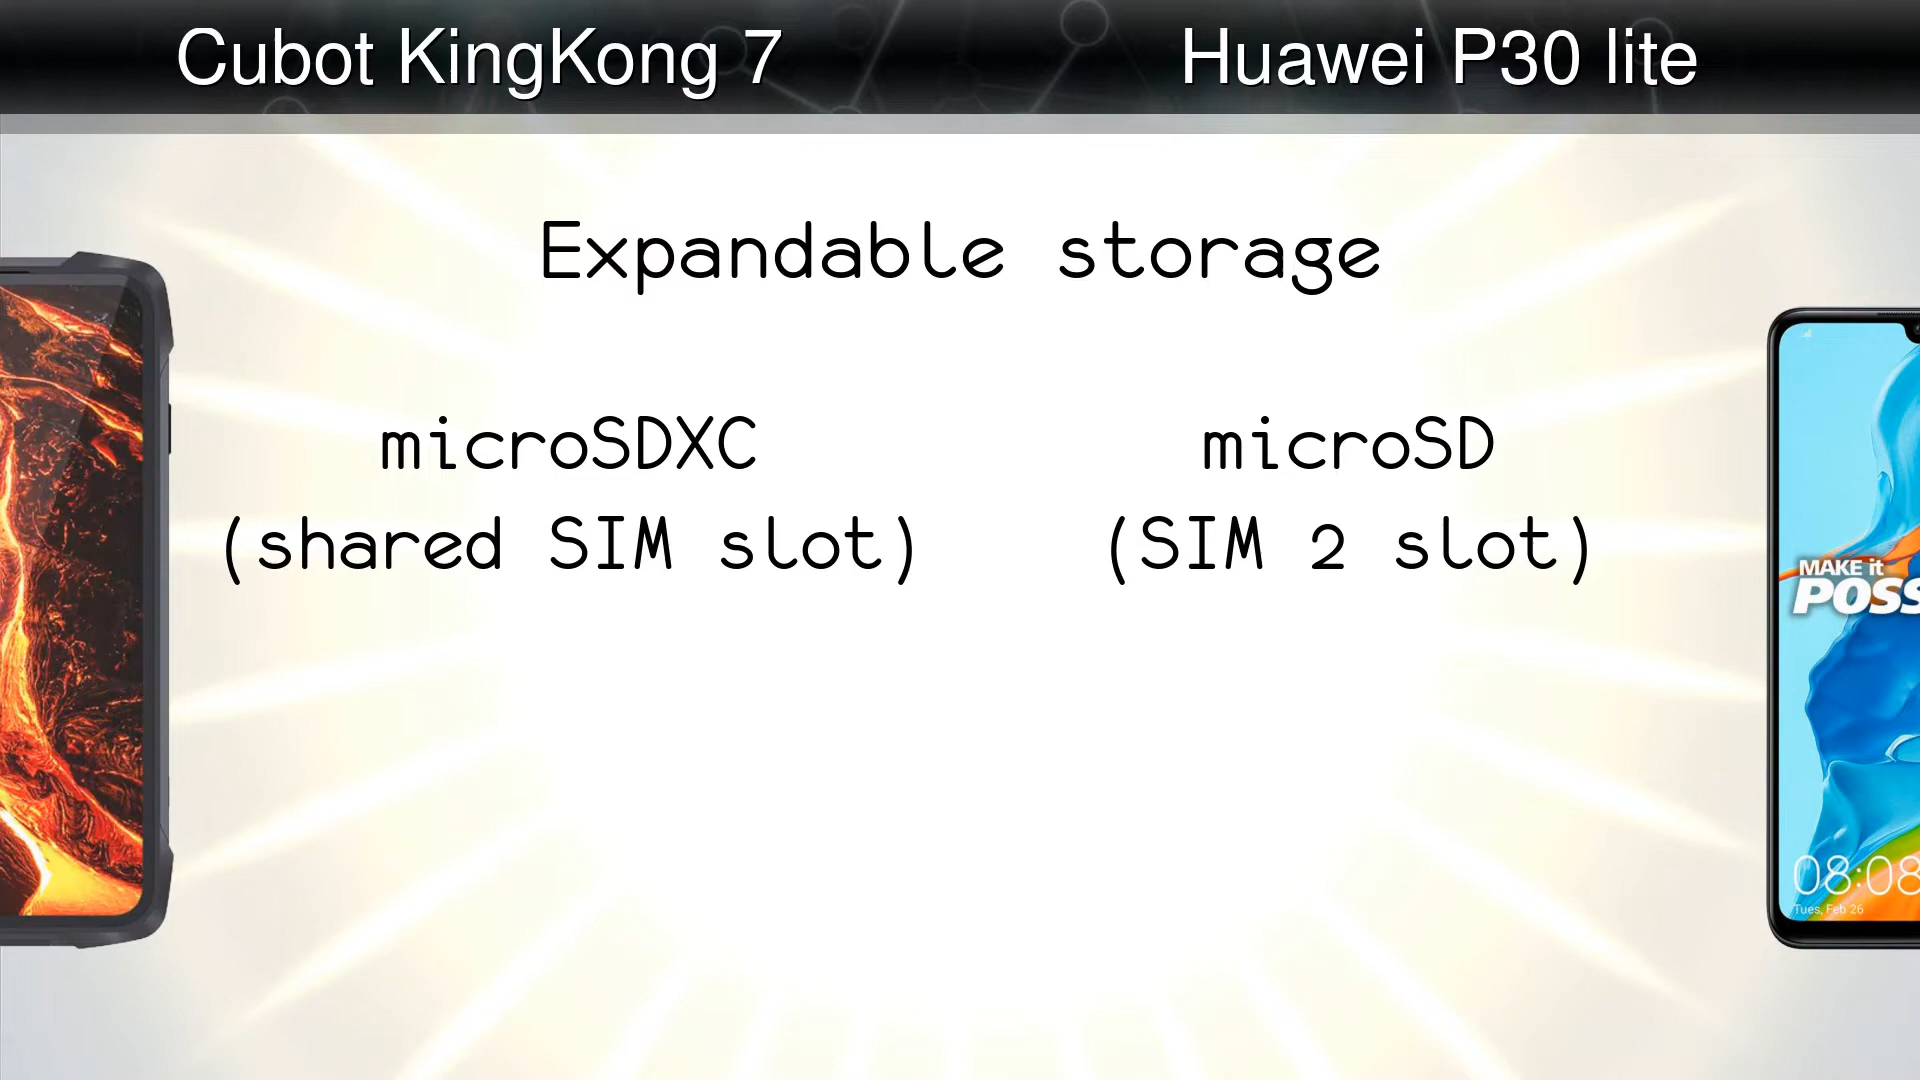 Cubot KingKong 7
Huawei P30 lite
Expandable storage
microSDXC
(shared SIM slot)
microSD
(SIM 2 slot)
MAKE it
POSS
08:08
Tues, Feb 26